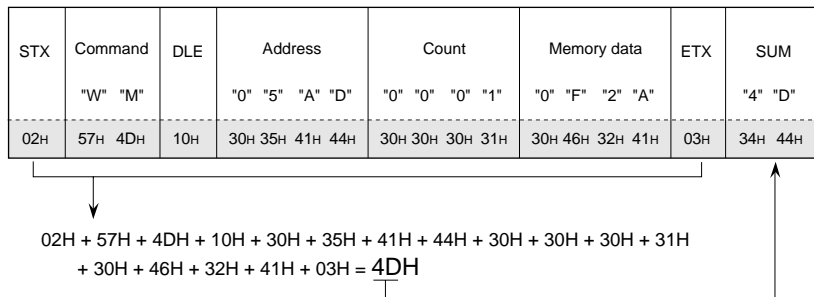 STX Command DLE Address Count Memory data ETX SUM
"W" "M" "0" "5" "A" "D" "0" "0" "0" "1" "0" "F" "2" "A" "4" "D"
02H 57H 4DH 10H 30H 35H 41H 44H 30H 30H 30H 31H 30H 46H 32H 41H 03H 34H 44H
02H + 57H + 4DH + 10H + 30H + 35H + 41H + 44H + 30H + 30H + 30H + 31H
+ 30H + 46H + 32H + 41H + 03H = 4DH